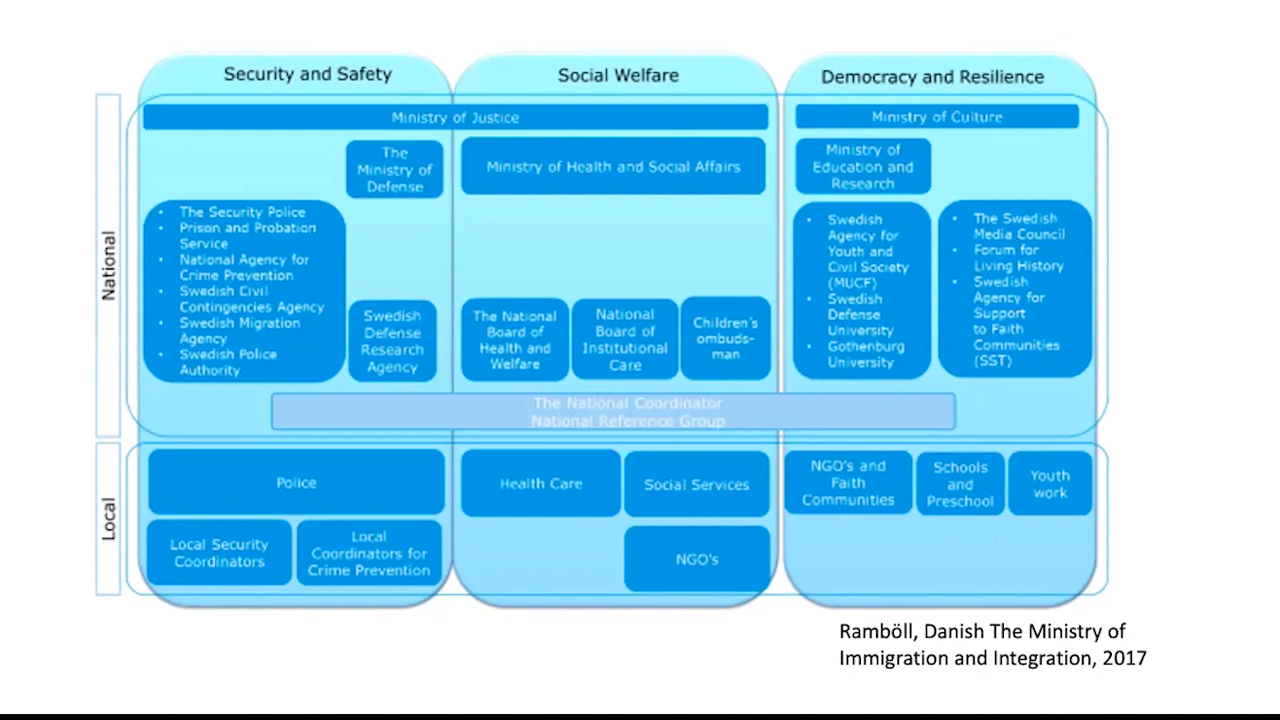 Security and Safety
Social Welfare
Democracy and Resilience
National
Ministry of Justice
Ministry of Culture
The
Ministry of
Defense
Ministry of Health and Social Affairs
Ministry of
Education and
Research
• The Security Police
• Prison and Probation
Service
• National Agency for
Crime Prevention
• Swedish Civil
Contingencies Agency
• Swedish Migration
Agency
• Swedish Police
Authority
Swedish
Defense
Research
Agency
The National
Board of
Health and
Welfare
National
Board of
Institutional
Care
Children's
ombuds-
man
• Swedish
Agency for
Youth and
Civil Society
(MUCF)
• Swedish
Defense
University
• Gothenburg
University
• The Swedish
Media Council
• Forum for
Living History
• Swedish
Agency for
Support
to Faith
Communities
(SST)
The National Coordinator
National Reference Group
Local
Police
Local Security
Coordinators
Local
Coordinators for
Crime Prevention
Health Care
Social Services
NGO's
NGO's and
Faith
Communities
Schools
and
Preschool
Youth
work
Ramböll, Danish The Ministry of
Immigration and Integration, 2017